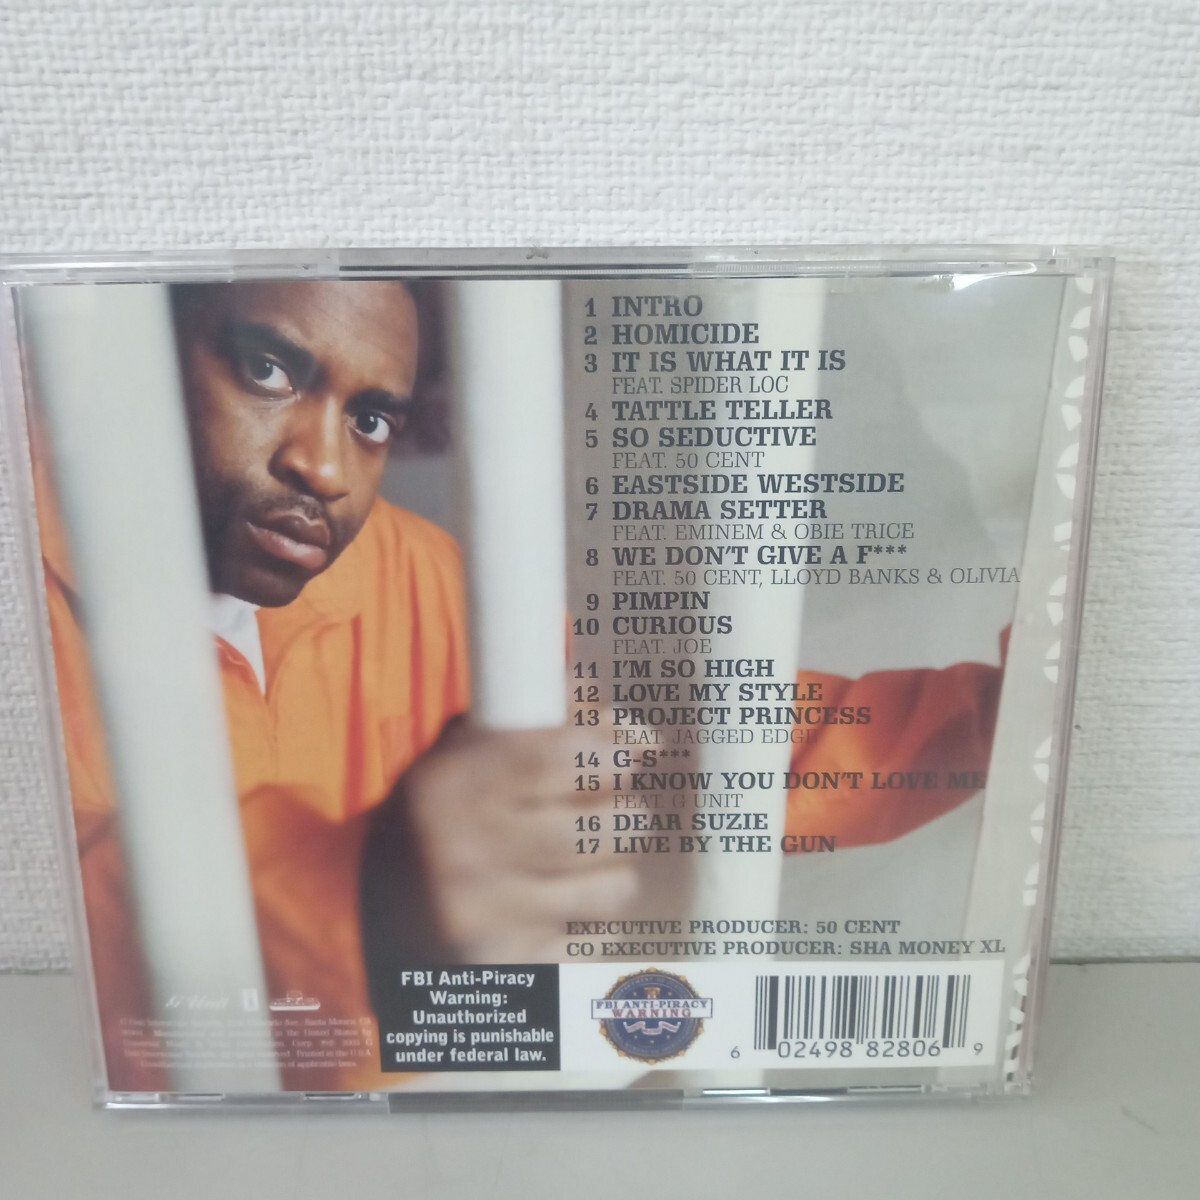 1 INTRO
2 HOMICIDE
3 IT IS WHAT IT IS
FEAT. SPIDER LOC
4 TATTLE TELLER
5 SO SEDUCTIVE
FEAT. 50 CENT
6 EASTSIDE WESTSIDE
7 DRAMA SETTER
FEAT. EMINEM & OBIE TRICE
8 WE DON'T GIVE A F***
FEAT. 50 CENT, LLOYD BANKS & OLIVIA
9 PIMPIN
10 CURIOUS
FEAT. JOE
11 I'M SO HIGH
12 LOVE MY STYLE
13 PROJECT PRINCESS
FEAT. JAGGED EDGE
14 G-S***
15 I KNOW YOU DON'T LOVE ME
FEAT. G UNIT
16 DEAR SUZIE
17 LIVE BY THE GUN
EXECUTIVE PRODUCER: 50 CENT
CO EXECUTIVE PRODUCER: SHA MONEY XL
FBI Anti-Piracy
Warning:
Unauthorized
copying is punishable
under federal law.
FBI ANTI-PIRACY
WARNING
6 02498 82806 9
G Unit